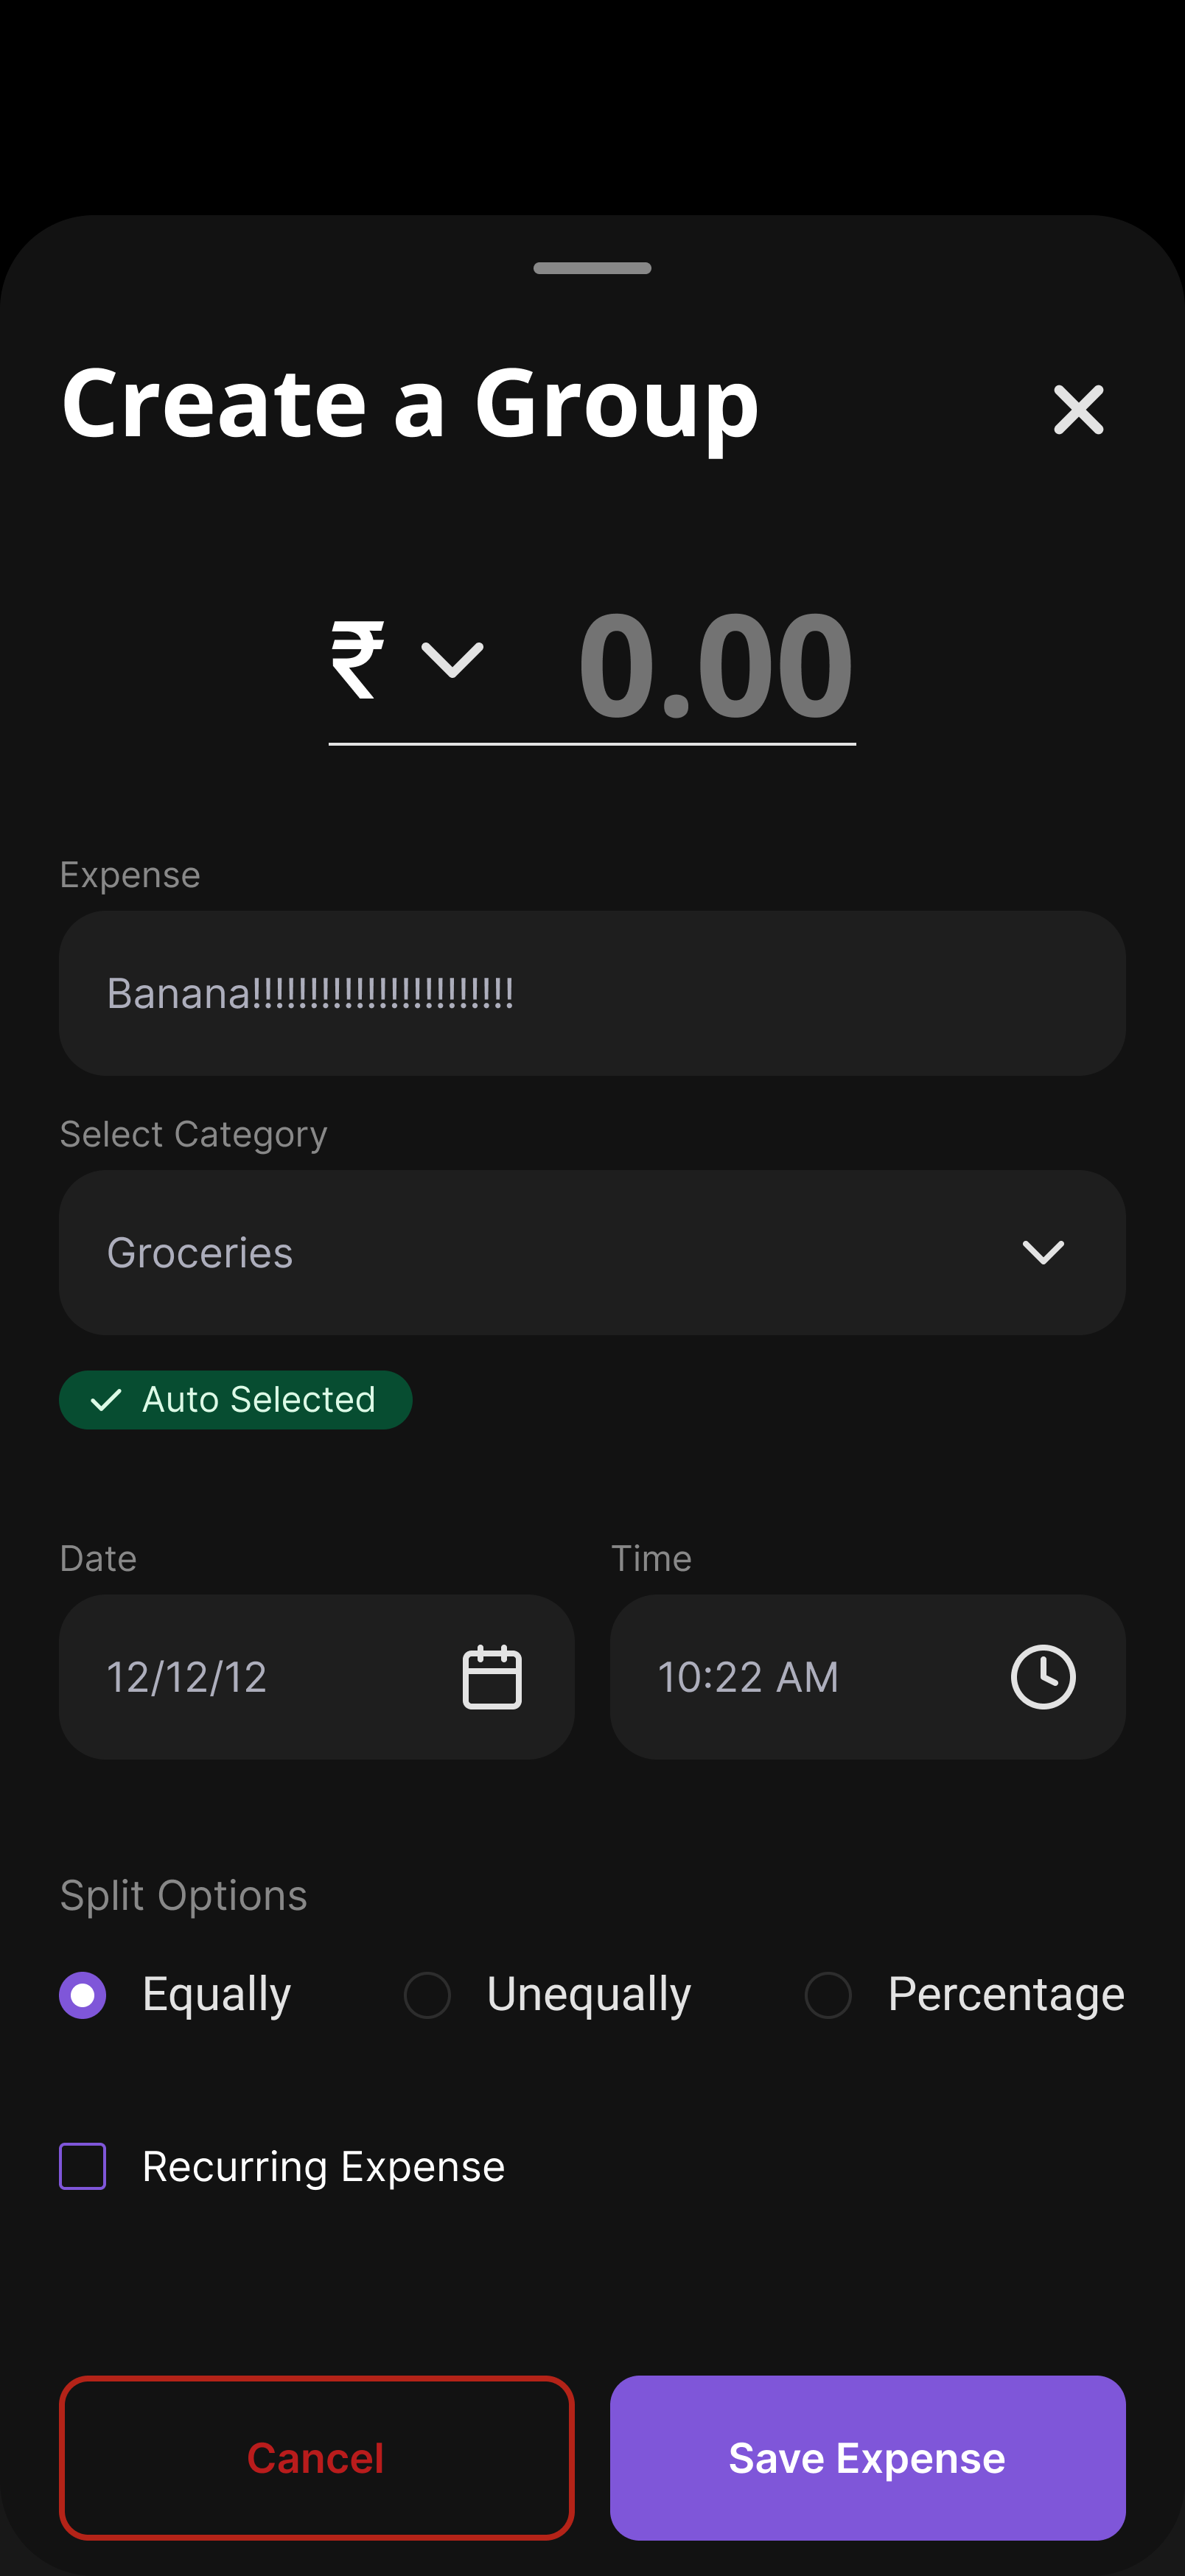 Create a Group
₹ 0.00
Expense
Banana!!!!!!!!!!!!!!!!!!!!!!!
Select Category
Groceries
Auto Selected
Date Time
12/12/12 10:22 AM
Split Options
Equally Unequally Percentage
Recurring Expense
Cancel Save Expense